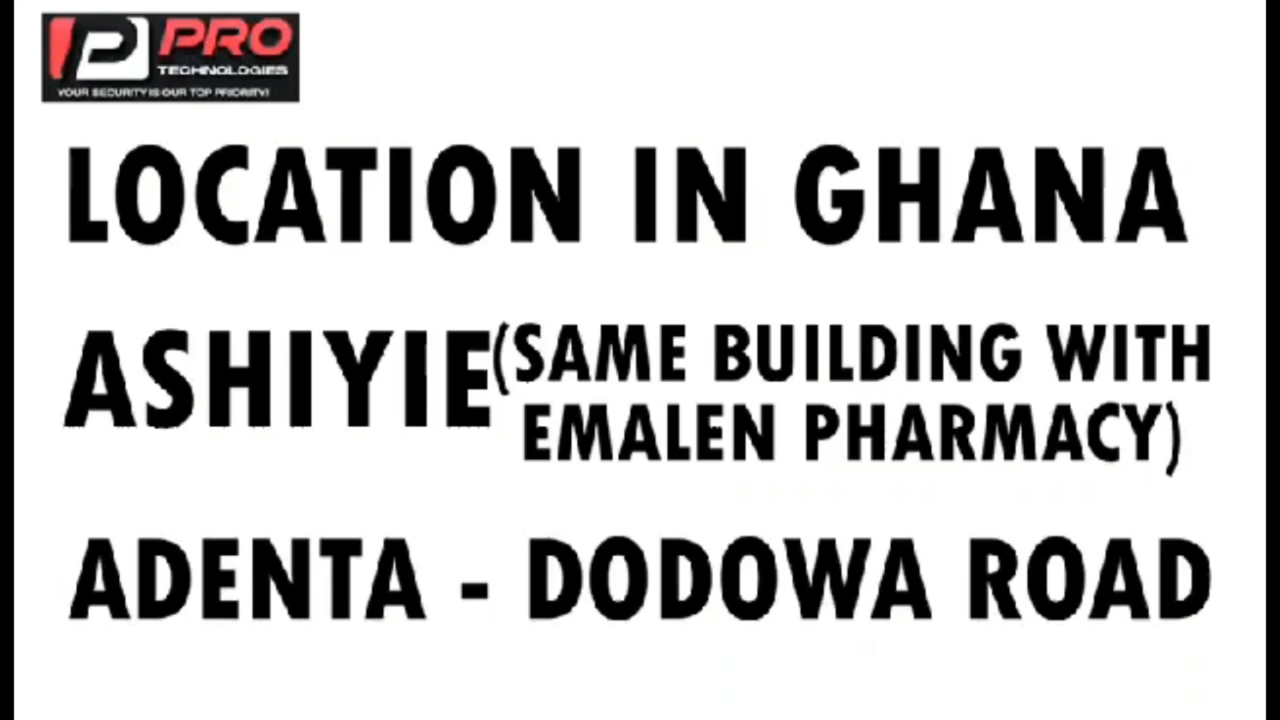 PRO
TECHNOLOGIES
YOUR SECURITY IS OUR TOP PRIORITY!
LOCATION IN GHANA
ASHIYIE (SAME BUILDING WITH
EMALEN PHARMACY)
ADENTA - DODOWA ROAD